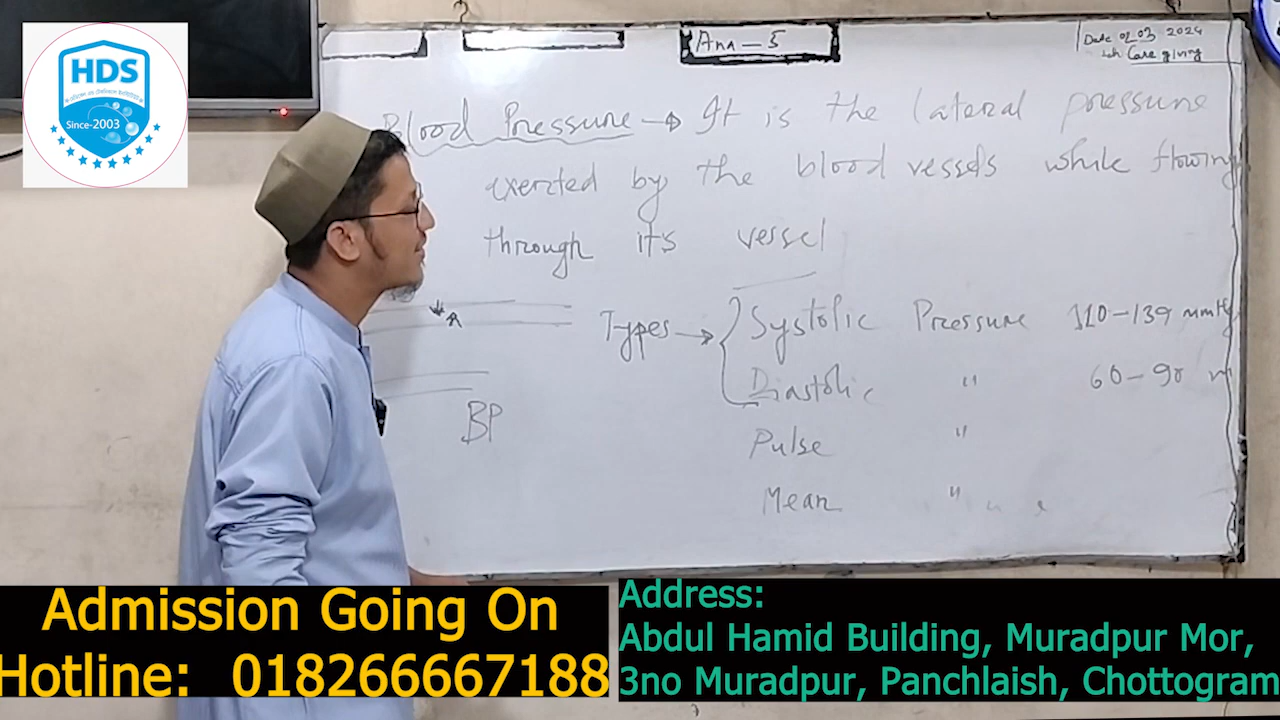 HDS
Since-2003
Ana – 5
Date 02.03 2024
Care giving
Blood Pressure → It is the lateral pressure
exerted by the blood vessels while flowing
through it's vessel
Types → { Systolic Pressure 110 – 139 mmHg
Diastolic " 60 – 90 m
Pulse "
Mean "
BP
Admission Going On
Hotline: 018266667188
Address:
Abdul Hamid Building, Muradpur Mor,
3no Muradpur, Panchlaish, Chottogram